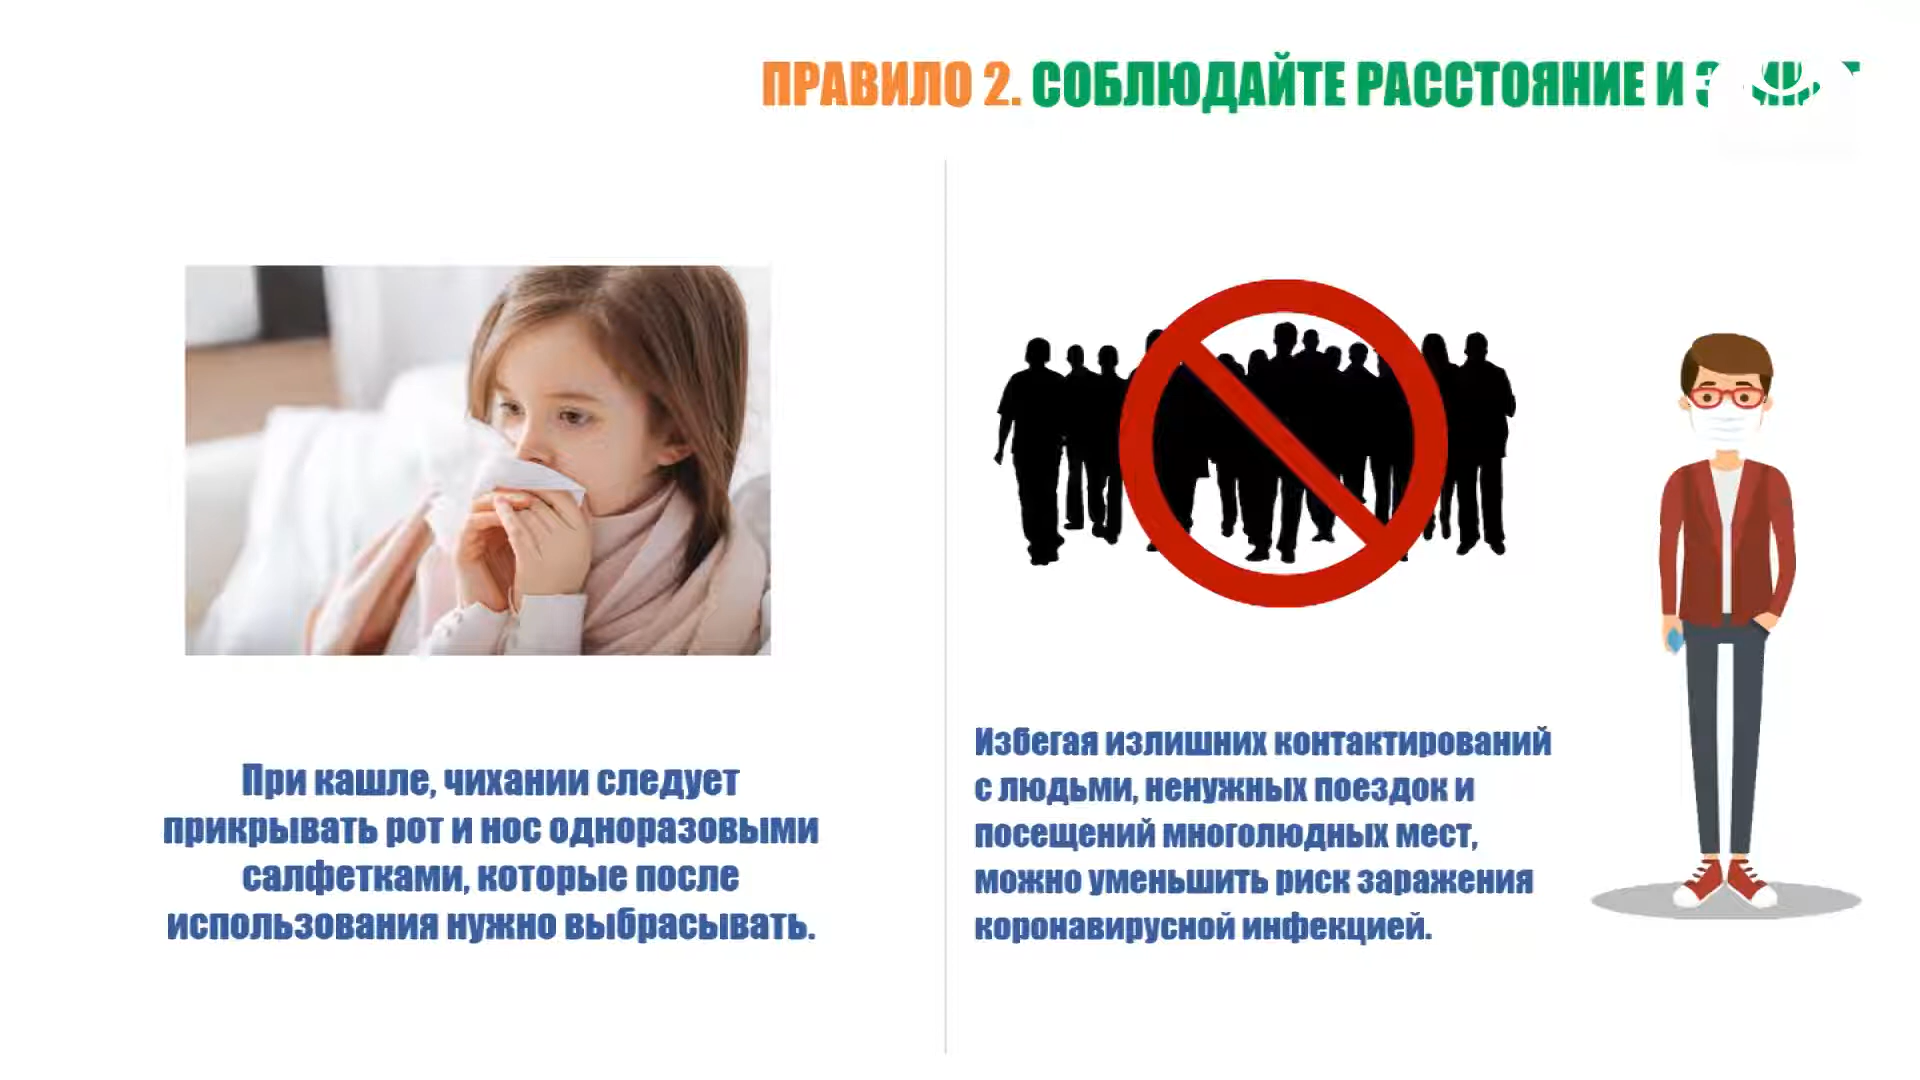 ПРАВИЛО 2. СОБЛЮДАЙТЕ РАССТОЯНИЕ И
При кашле, чихании следует
прикрывать рот и нос одноразовыми
салфетками, которые после
использования нужно выбрасывать.
Избегая излишних контактирований
с людьми, ненужных поездок и
посещений многолюдных мест,
можно уменьшить риск заражения
коронавирусной инфекцией.